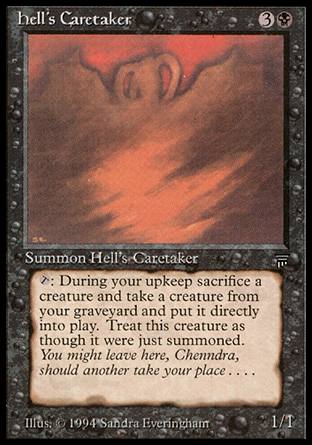 Hell's Caretaker 3
Summon Hell's Caretaker
: During your upkeep sacrifice a
creature and take a creature from
your graveyard and put it directly
into play. Treat this creature as
though it were just summoned.
You might leave here, Chenndra,
should another take your place . . . .
Illus: © 1994 Sandra Everingham 1/1